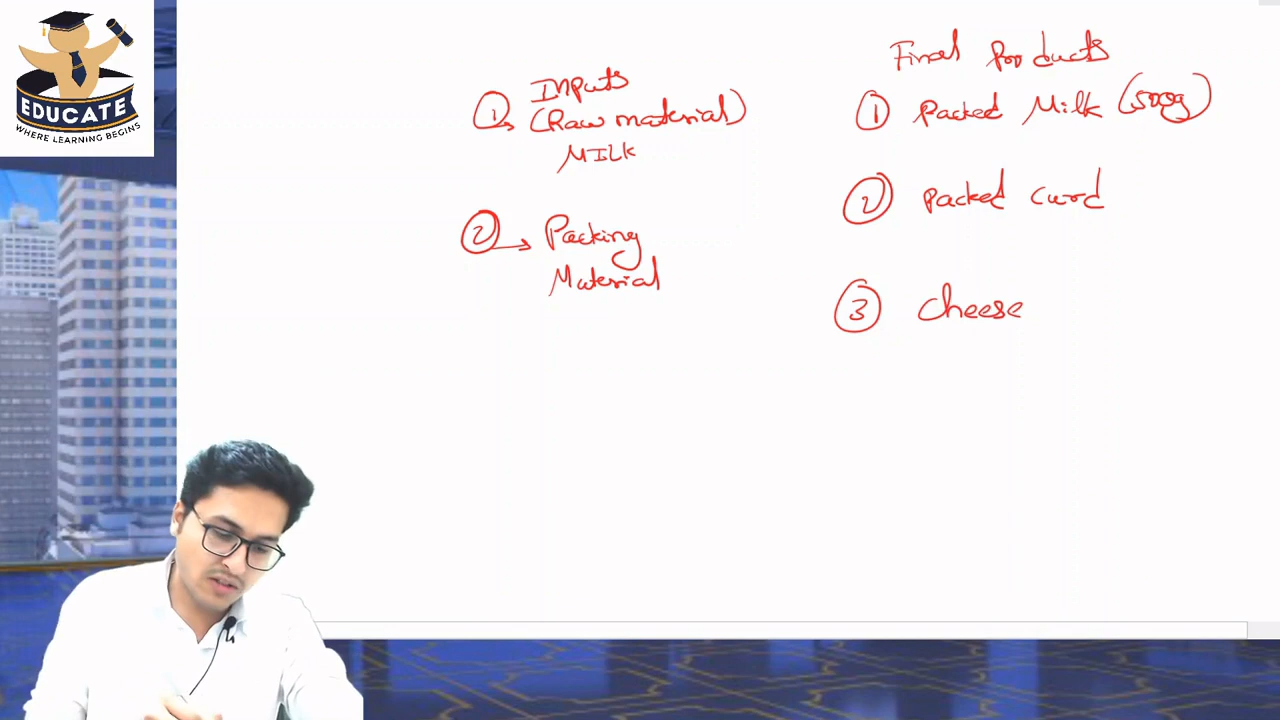 EDUCATE
WHERE LEARNING BEGINS
Inputs
① (Raw material)
MILK
② → Packing
Material
Final Products
① Packed Milk (500g)
② Packed curd
③ Cheese